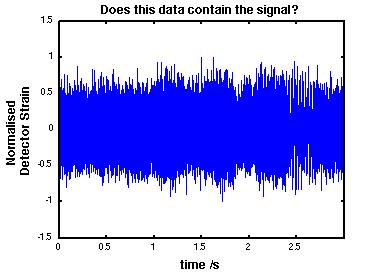 Does this data contain the signal?
Normalised
Detector Strain
1.5
1
0.5
0
-0.5
-1
-1.5
0 0.5 1 1.5 2 2.5
time /s